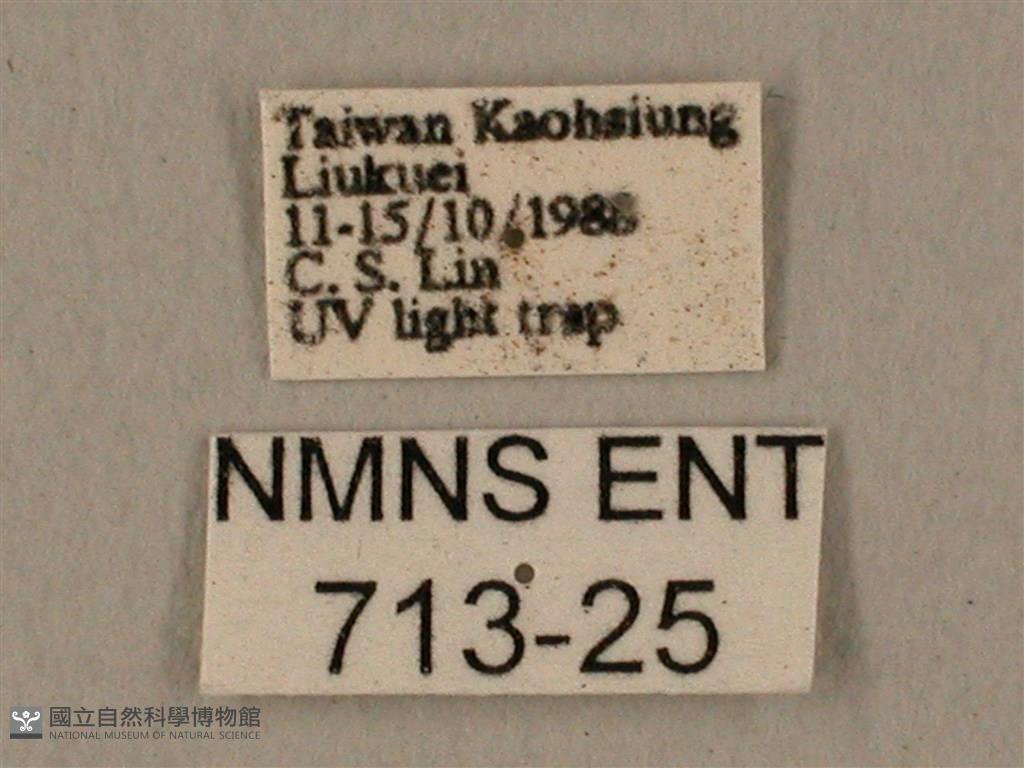 Taiwan Kaohsiung
Liukuei
11-15/10/1988
C. S. Lin
UV light trap
NMNS ENT
713-25
國立自然科學博物館
NATIONAL MUSEUM OF NATURAL SCIENCE